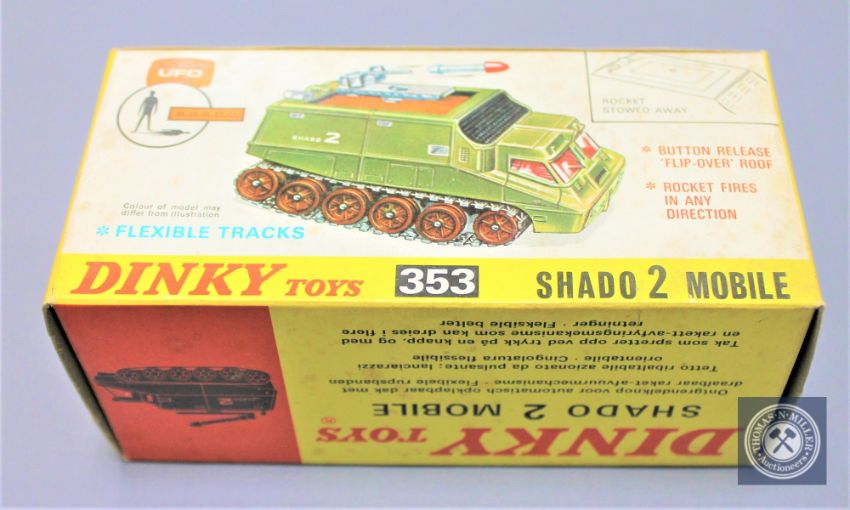 UFO
S.H.A.D.O.
ROCKET
STOWED AWAY
SHADO 2
* BUTTON RELEASE
'FLIP-OVER' ROOF
* ROCKET FIRES
IN ANY
DIRECTION
Colour of model may
differ from illustration
* FLEXIBLE TRACKS
DINKY TOYS 353 SHADO 2 MOBILE
DINKY TOYS
SHADO 2 MOBILE
Ontgrendelknop voor automatisch opklapbaar dak met
draaibaar raket-afvuurmechanisme · Flexibele rupsbanden
Tetto ribaltabile azionato da pulsante; lanciarazzi
orientabile · Cingolatura flessibile
Tak som spretter opp ved trykk på en knapp, og med
en rakett-avfyringsmekanisme som kan dreies i flere
retninger · Fleksible belter
THOMAS·N·MILLER
Auctioneers